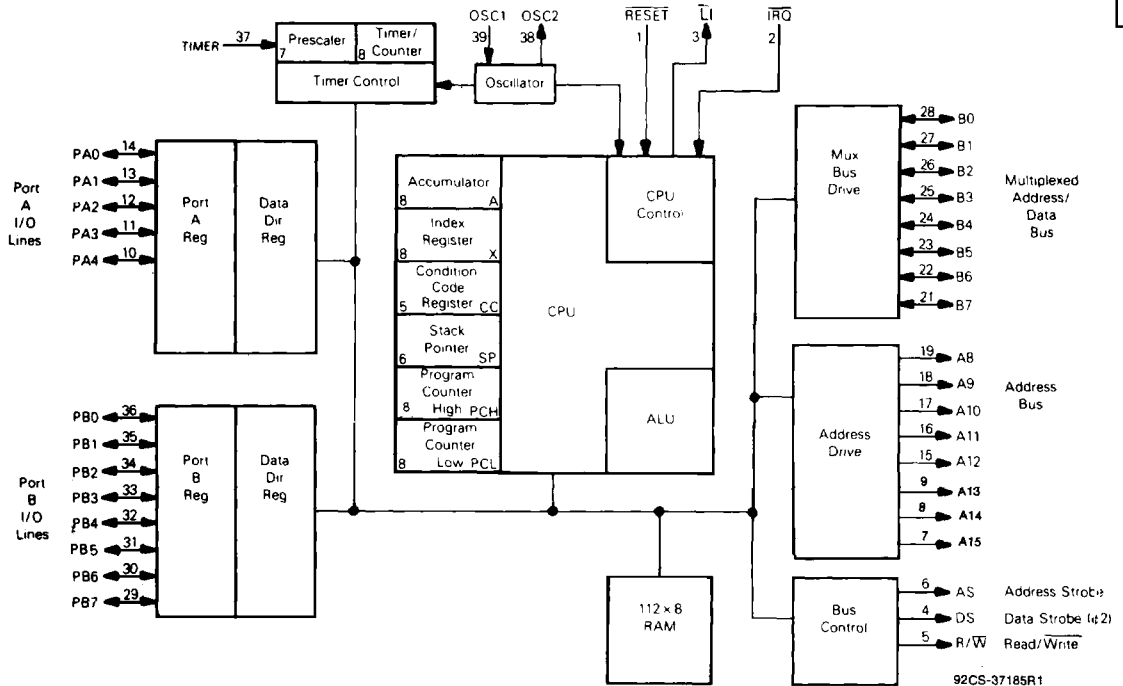 OSC1 OSC2 RESET LI IRQ
39 38 1 3 2
TIMER 37
Prescaler
7
Timer/
Counter
8
Timer Control
Oscillator
Port
A
I/O
Lines
PA0 14
PA1 13
PA2 12
PA3 11
PA4 10
Port
A
Reg
Data
Dir
Reg
Port
B
I/O
Lines
PB0 36
PB1 35
PB2 34
PB3 33
PB4 32
PB5 31
PB6 30
PB7 29
Port
B
Reg
Data
Dir
Reg
Accumulator
8 A
Index
Register
8 X
Condition
Code
Register
5 CC
Stack
Pointer
6 SP
Program
Counter
8 High PCH
Program
Counter
8 Low PCL
CPU
CPU
Control
ALU
112 × 8
RAM
Mux
Bus
Drive
28 B0
27 B1
26 B2
25 B3
24 B4
23 B5
22 B6
21 B7
Multiplexed
Address/
Data
Bus
Address
Drive
19 A8
18 A9
17 A10
16 A11
15 A12
9 A13
8 A14
7 A15
Address
Bus
Bus
Control
6 AS Address Strobe
4 DS Data Strobe (φ2)
5 R/W Read/Write
92CS-37185R1